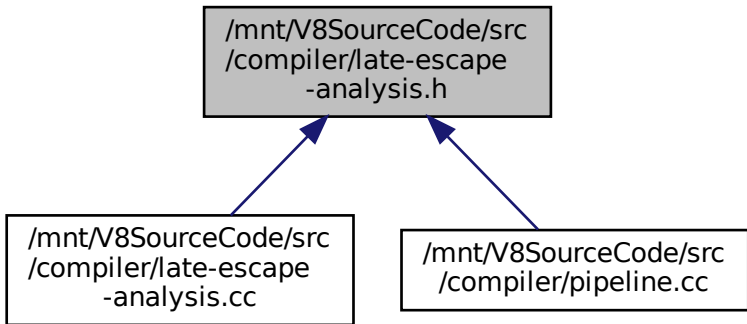 /mnt/V8SourceCode/src
/compiler/late-escape
-analysis.h
/mnt/V8SourceCode/src
/compiler/late-escape
-analysis.cc
/mnt/V8SourceCode/src
/compiler/pipeline.cc